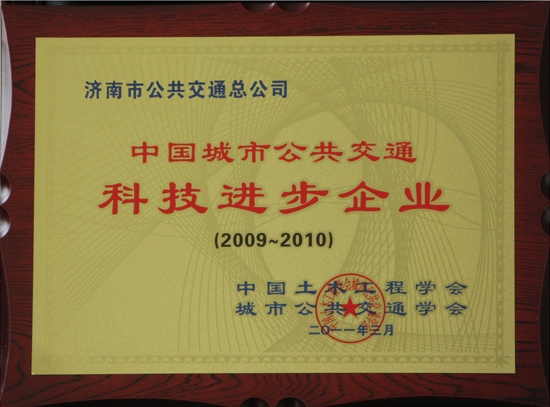 济南市公共交通总公司
中国城市公共交通
科技进步企业
(2009~2010)
中国土木工程学会
城市公共交通学会
二〇一一年三月